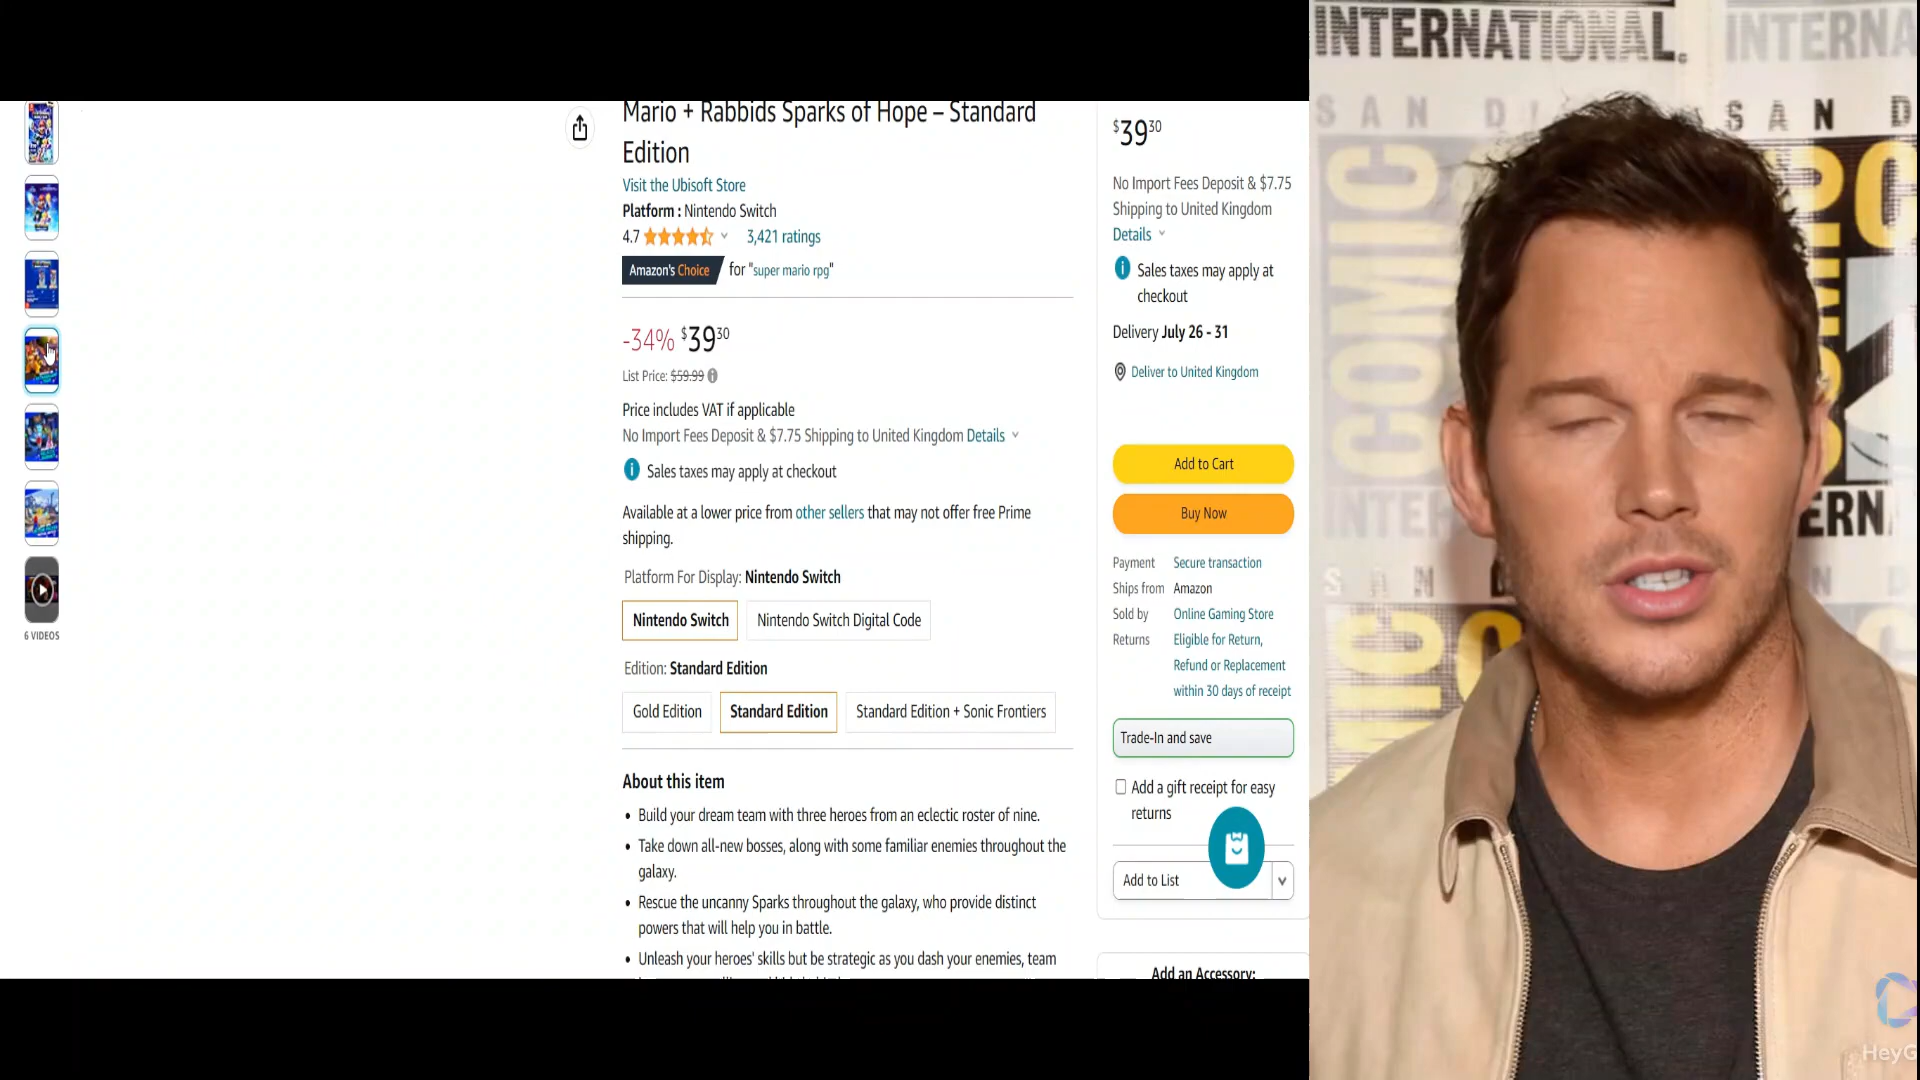 Mario + Rabbids Sparks of Hope – Standard
Edition
Visit the Ubisoft Store
Platform : Nintendo Switch
4.7
3,421 ratings
Amazon's Choice for "super mario rpg"
-34% $39 30
List Price: $59.99
Price includes VAT if applicable
No Import Fees Deposit & $7.75 Shipping to United Kingdom Details
Sales taxes may apply at checkout
Available at a lower price from other sellers that may not offer free Prime
shipping.
Platform For Display: Nintendo Switch
Nintendo Switch
Nintendo Switch Digital Code
Edition: Standard Edition
Gold Edition
Standard Edition
Standard Edition + Sonic Frontiers
About this item
Build your dream team with three heroes from an eclectic roster of nine.
Take down all-new bosses, along with some familiar enemies throughout the
galaxy.
Rescue the uncanny Sparks throughout the galaxy, who provide distinct
powers that will help you in battle.
Unleash your heroes' skills but be strategic as you dash your enemies, team
6 VIDEOS
$39 30
No Import Fees Deposit & $7.75
Shipping to United Kingdom
Details
Sales taxes may apply at
checkout
Delivery July 26 - 31
Deliver to United Kingdom
Add to Cart
Buy Now
Payment Secure transaction
Ships from Amazon
Sold by Online Gaming Store
Returns Eligible for Return,
Refund or Replacement
within 30 days of receipt
Trade-In and save
Add a gift receipt for easy
returns
Add to List
Add an Accessory:
INTERNATIONAL.
INTERNA
SAN DI
SAN D
COMIC
INTER
ERN
SAN
COMIC
HeyG